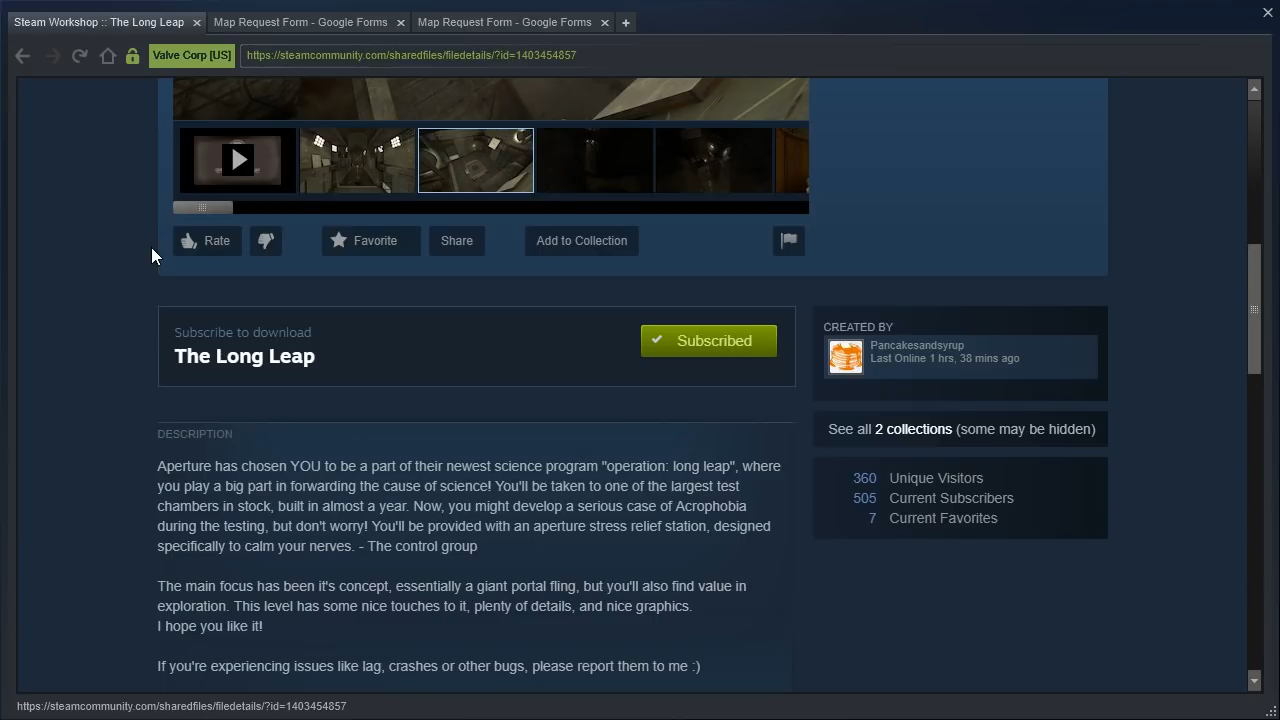 Steam Workshop :: The Long Leap
Map Request Form - Google Forms
Map Request Form - Google Forms
Valve Corp [US]
https://steamcommunity.com/sharedfiles/filedetails/?id=1403454857
Rate
Favorite
Share
Add to Collection
Subscribe to download
The Long Leap
Subscribed
CREATED BY
Pancakesandsyrup
Last Online 1 hrs, 38 mins ago
See all 2 collections (some may be hidden)
360 Unique Visitors
505 Current Subscribers
7 Current Favorites
DESCRIPTION
Aperture has chosen YOU to be a part of their newest science program "operation: long leap", where
you play a big part in forwarding the cause of science! You'll be taken to one of the largest test
chambers in stock, built in almost a year. Now, you might develop a serious case of Acrophobia
during the testing, but don't worry! You'll be provided with an aperture stress relief station, designed
specifically to calm your nerves. - The control group
The main focus has been it's concept, essentially a giant portal fling, but you'll also find value in
exploration. This level has some nice touches to it, plenty of details, and nice graphics.
I hope you like it!
If you're experiencing issues like lag, crashes or other bugs, please report them to me :)
https://steamcommunity.com/sharedfiles/filedetails/?id=1403454857